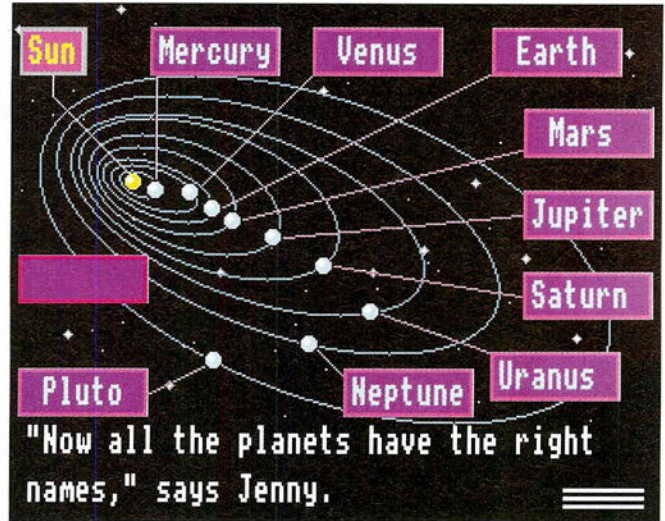 Sun
Mercury
Venus
Earth
Mars
Jupiter
Saturn
Uranus
Neptune
Pluto
"Now all the planets have the right
names," says Jenny.